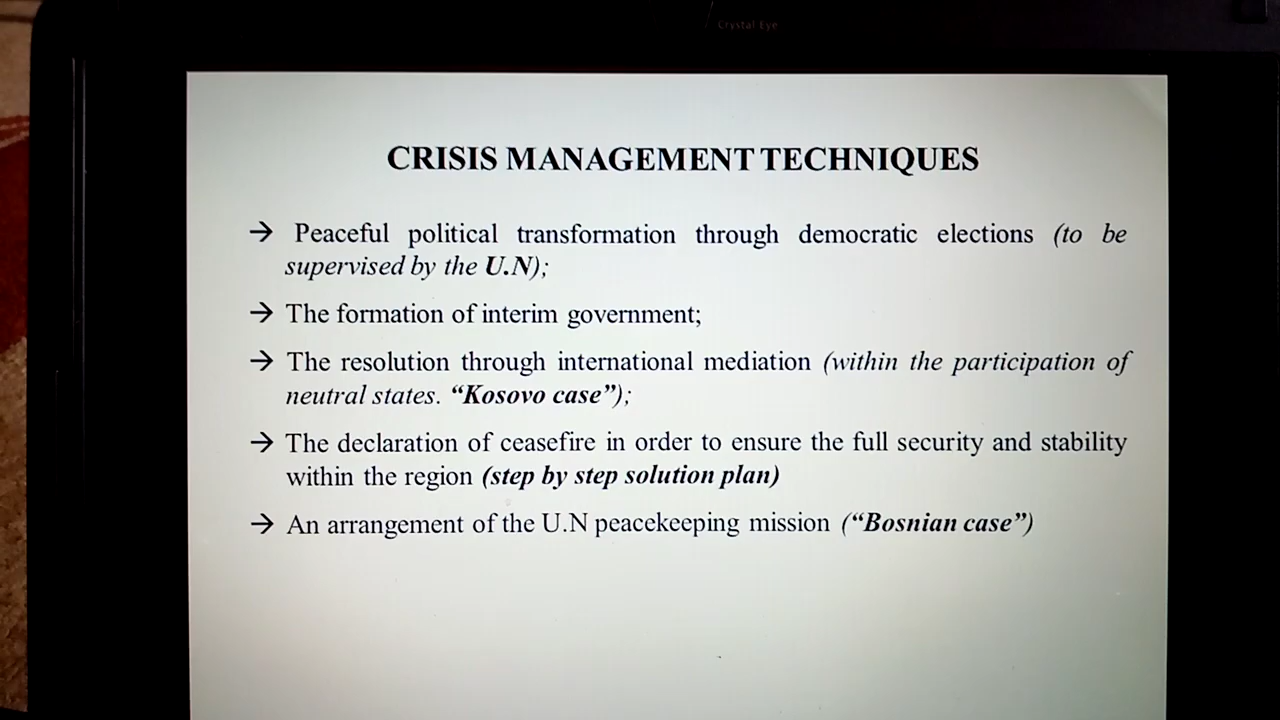 Crystal Eye
CRISIS MANAGEMENT TECHNIQUES
→ Peaceful political transformation through democratic elections (to be
supervised by the U.N);
→ The formation of interim government;
→ The resolution through international mediation (within the participation of
neutral states. “Kosovo case”);
→ The declaration of ceasefire in order to ensure the full security and stability
within the region (step by step solution plan)
→ An arrangement of the U.N peacekeeping mission (“Bosnian case”)